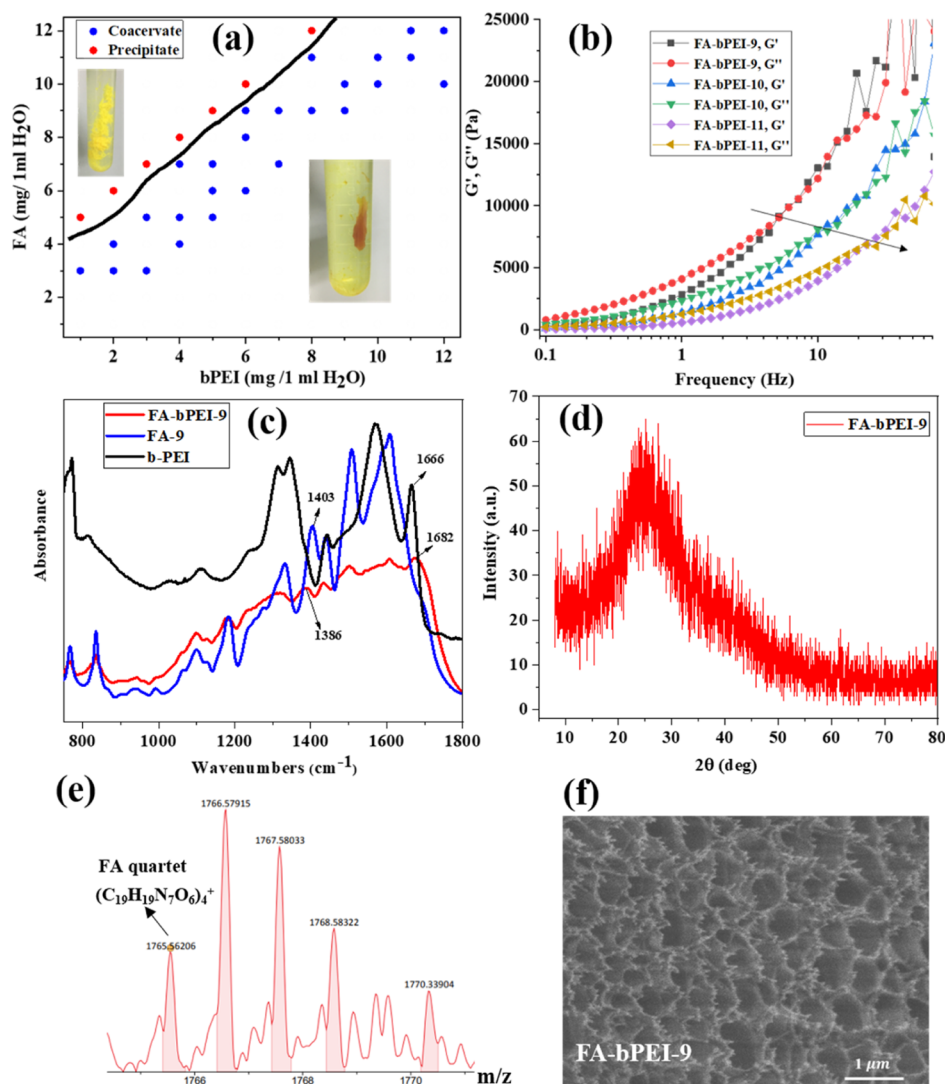 (a)
Coacervate
Precipitate
FA (mg/ 1ml H₂O)
12
10
8
6
4
2
2 4 6 8 10 12
bPEI (mg /1 ml H₂O)
(b)
FA-bPEI-9, G'
FA-bPEI-9, G''
FA-bPEI-10, G'
FA-bPEI-10, G''
FA-bPEI-11, G'
FA-bPEI-11, G''
G', G'' (Pa)
25000
20000
15000
10000
5000
0
0.1 1 10
Frequency (Hz)
(c)
FA-bPEI-9
FA-9
b-PEI
1666
1403
1682
1386
Absorbance
800 1000 1200 1400 1600 1800
Wavenumbers (cm⁻¹)
(d)
FA-bPEI-9
Intensity (a.u.)
70
60
50
40
30
20
10
0
10 20 30 40 50 60 70 80
2θ (deg)
(e)
1766.57915
1767.58033
FA quartet
(C₁₉H₁₉N₇O₆)₄⁺
1768.58322
1765.56206
1770.33904
1766 1768 1770
m/z
(f)
FA-bPEI-9
1 μm